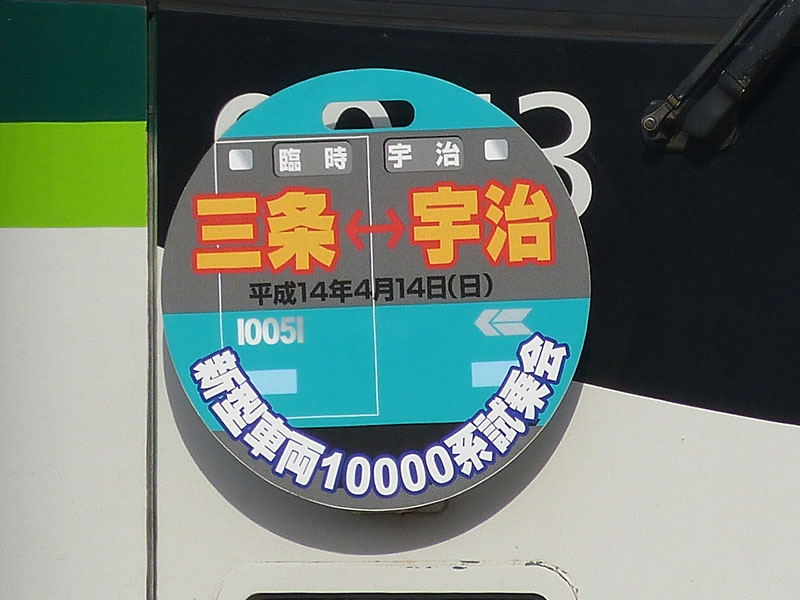 臨時 宇治
三条↔宇治
平成14年4月14日(日)
10051
新型車両10000系試乗会